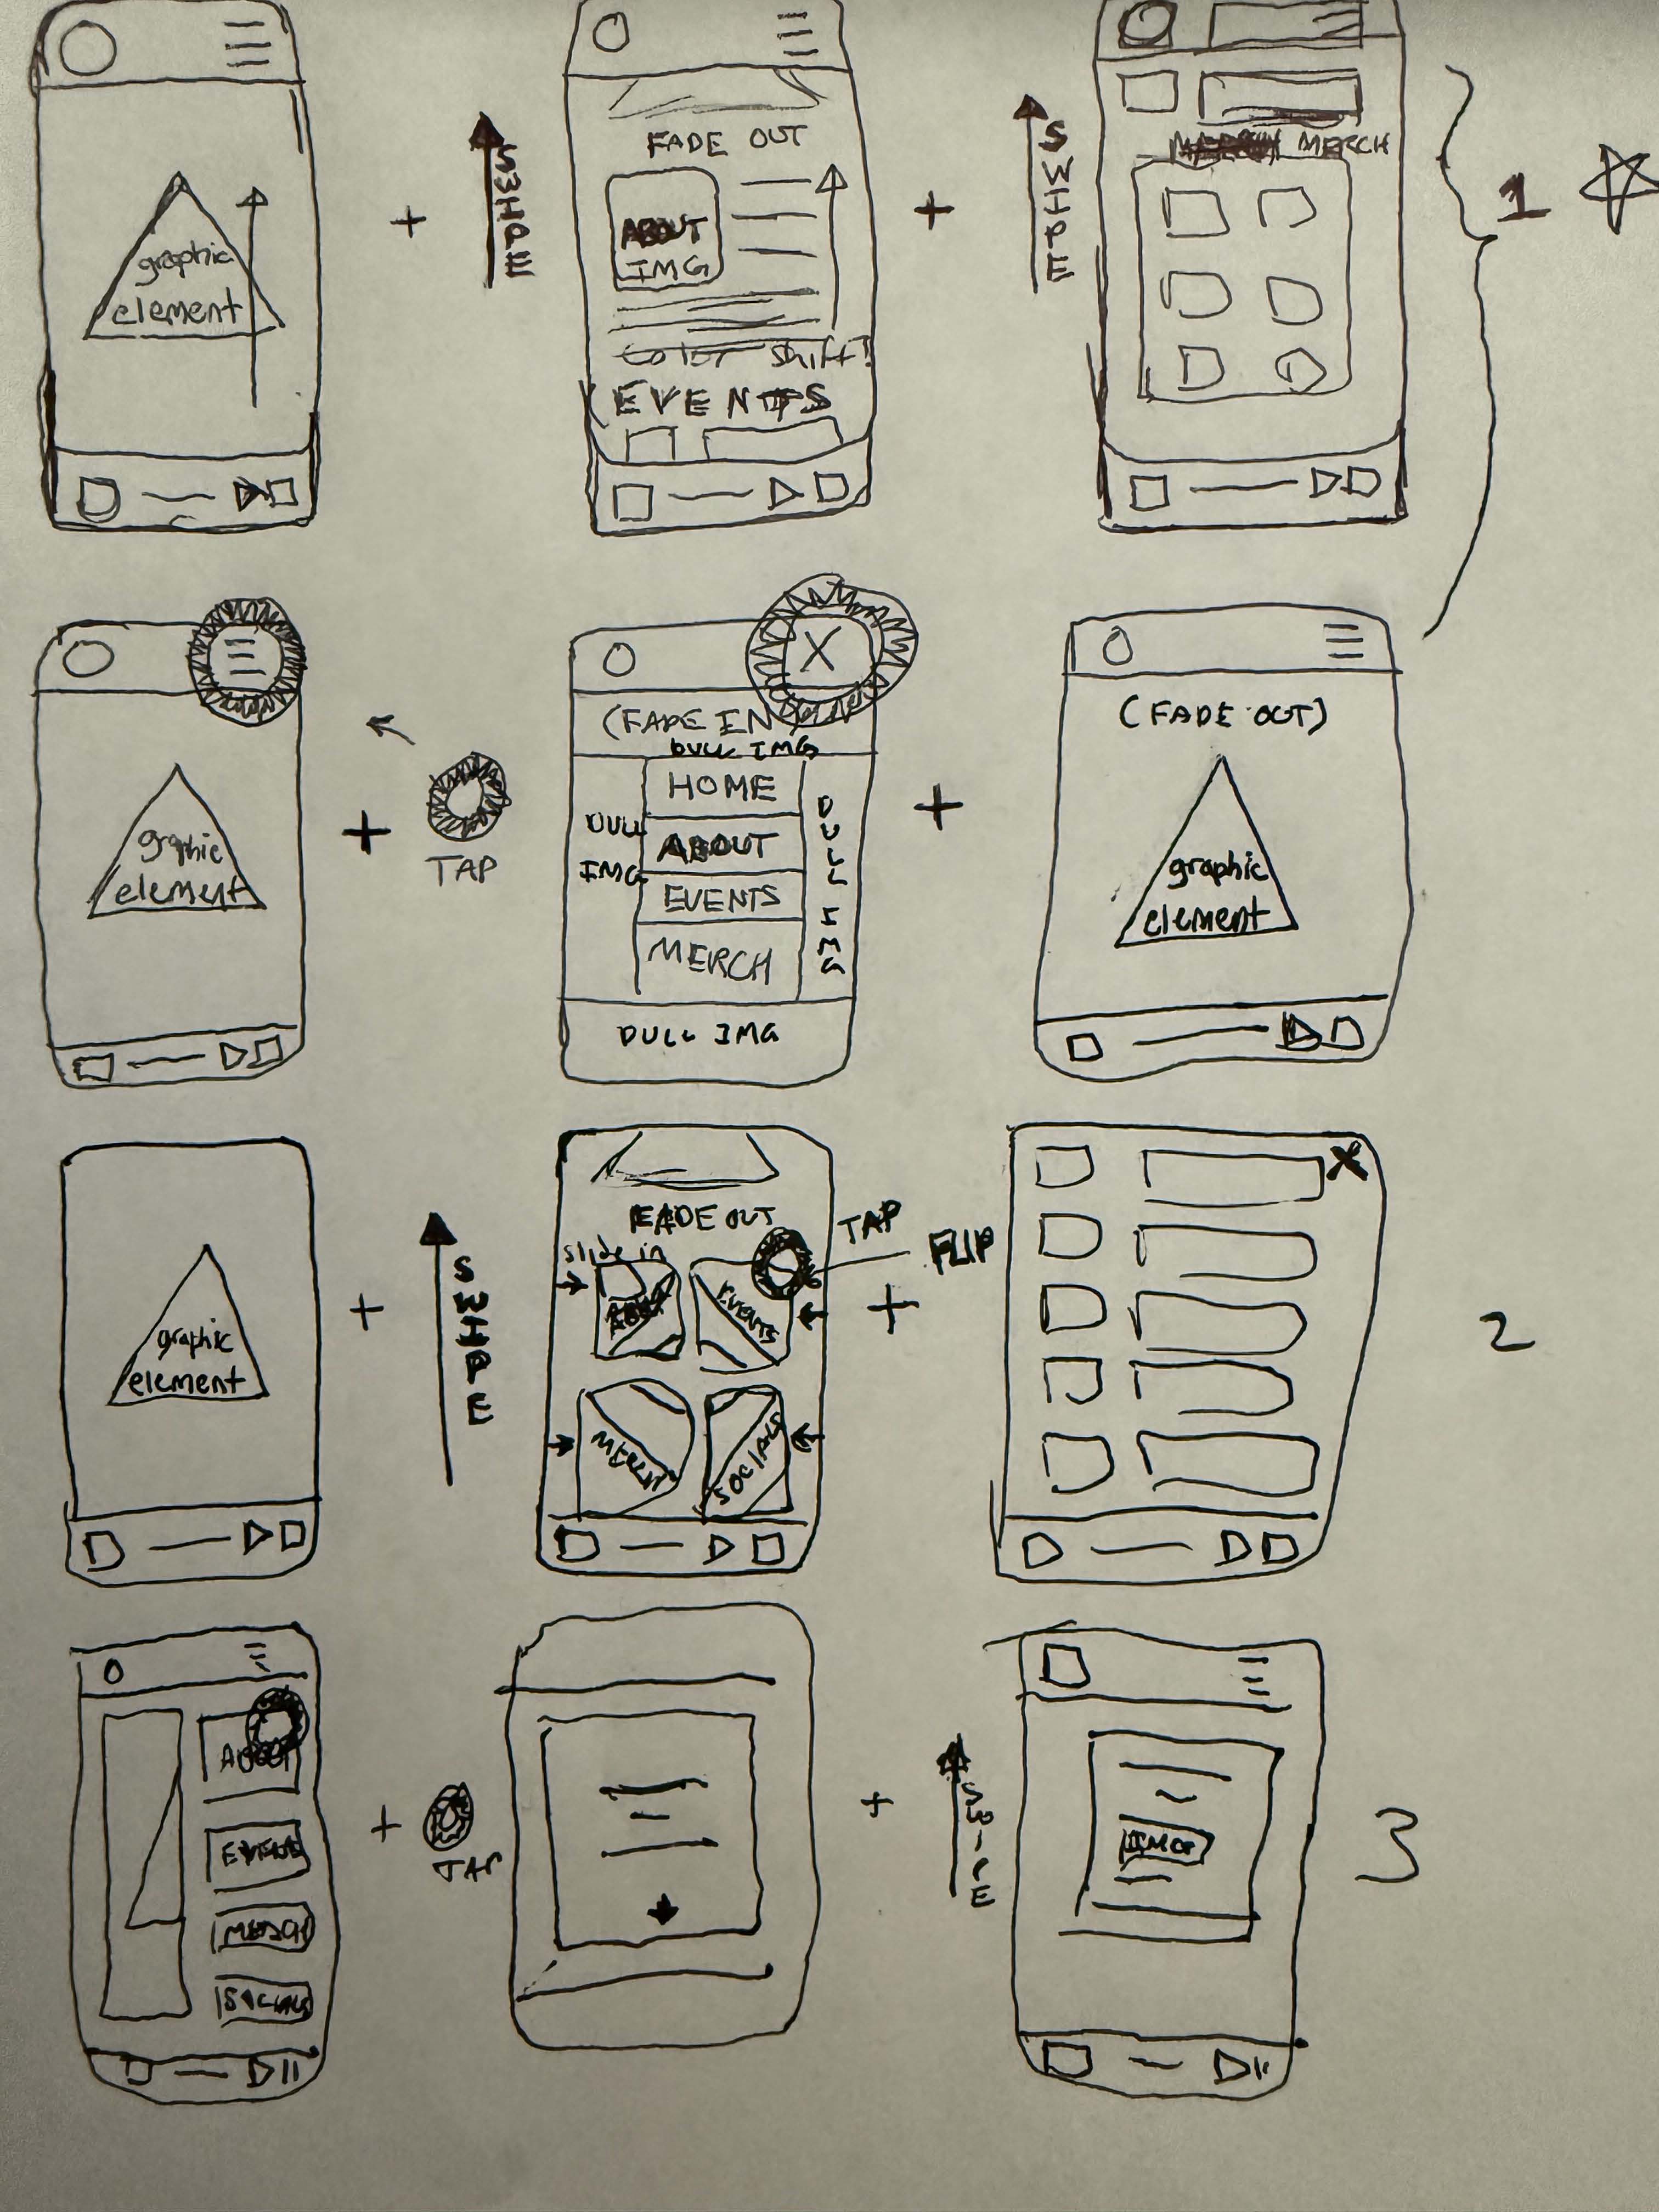 graphic
element
+
SWIPE
FADE OUT
ABOUT
IMG
color shift!
EVENTS
+
SWIPE
MERCH
1
graphic
element
+
TAP
X
(FADE IN)
DULL IMG
DULL
IMG
HOME
ABOUT
EVENTS
MERCH
DULL IMG
DULL IMG
+
(FADE OUT)
graphic
element
graphic
element
+
SWIPE
FADE OUT
slide in
ABOUT
EVENTS
MERCH
SOCIALS
TAP
FLIP
+
X
2
ABOUT
EVENTS
MERCH
SOCIALS
+
TAP
+
SWIPE
IMG
3